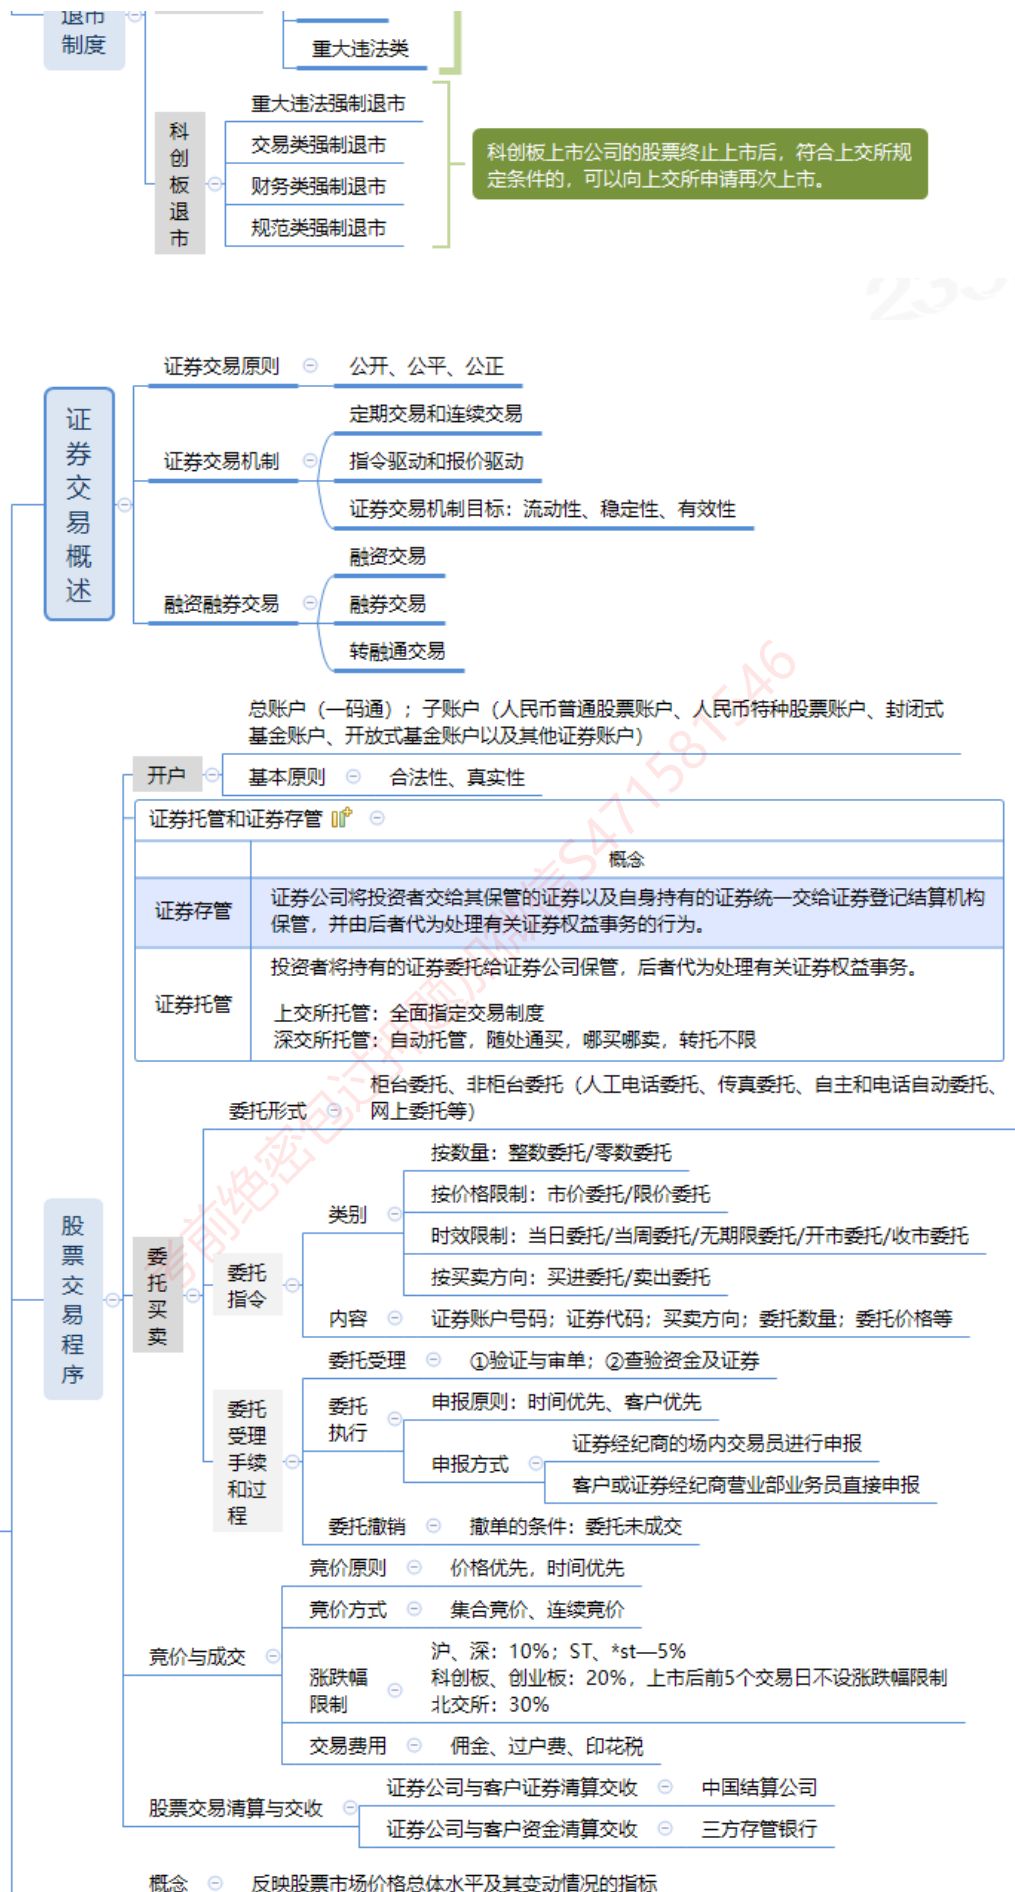 退市
制度
重大违法类
科
创
板
退
市
重大违法强制退市
交易类强制退市
财务类强制退市
规范类强制退市
科创板上市公司的股票终止上市后，符合上交所规
定条件的，可以向上交所申请再次上市。
证
券
交
易
概
述
证券交易原则
公开、公平、公正
证券交易机制
定期交易和连续交易
指令驱动和报价驱动
证券交易机制目标：流动性、稳定性、有效性
融资融券交易
融资交易
融券交易
转融通交易
股
票
交
易
程
序
开户
总账户（一码通）；子账户（人民币普通股票账户、人民币特种股票账户、封闭式
基金账户、开放式基金账户以及其他证券账户）
基本原则
合法性、真实性
证券托管和证券存管
概念
证券存管
证券公司将投资者交给其保管的证券以及自身持有的证券统一交给证券登记结算机构
保管，并由后者代为处理有关证券权益事务的行为。
证券托管
投资者将持有的证券委托给证券公司保管，后者代为处理有关证券权益事务。
上交所托管：全面指定交易制度
深交所托管：自动托管，随处通买，哪买哪卖，转托不限
委
托
买
卖
委托形式
柜台委托、非柜台委托（人工电话委托、传真委托、自主和电话自动委托、
网上委托等）
委托
指令
类别
按数量：整数委托/零数委托
按价格限制：市价委托/限价委托
时效限制：当日委托/当周委托/无期限委托/开市委托/收市委托
按买卖方向：买进委托/卖出委托
内容
证券账户号码；证券代码；买卖方向；委托数量；委托价格等
委托
受理
手续
和过
程
委托受理
①验证与审单；②查验资金及证券
委托
执行
申报原则：时间优先、客户优先
申报方式
证券经纪商的场内交易员进行申报
客户或证券经纪商营业部业务员直接申报
委托撤销
撤单的条件：委托未成交
竞价与成交
竞价原则
价格优先，时间优先
竞价方式
集合竞价、连续竞价
涨跌幅
限制
沪、深：10%；ST、*st—5%
科创板、创业板：20%，上市后前5个交易日不设涨跌幅限制
北交所：30%
交易费用
佣金、过户费、印花税
股票交易清算与交收
证券公司与客户证券清算交收
中国结算公司
证券公司与客户资金清算交收
三方存管银行
概念
反映股票市场价格总体水平及其变动情况的指标